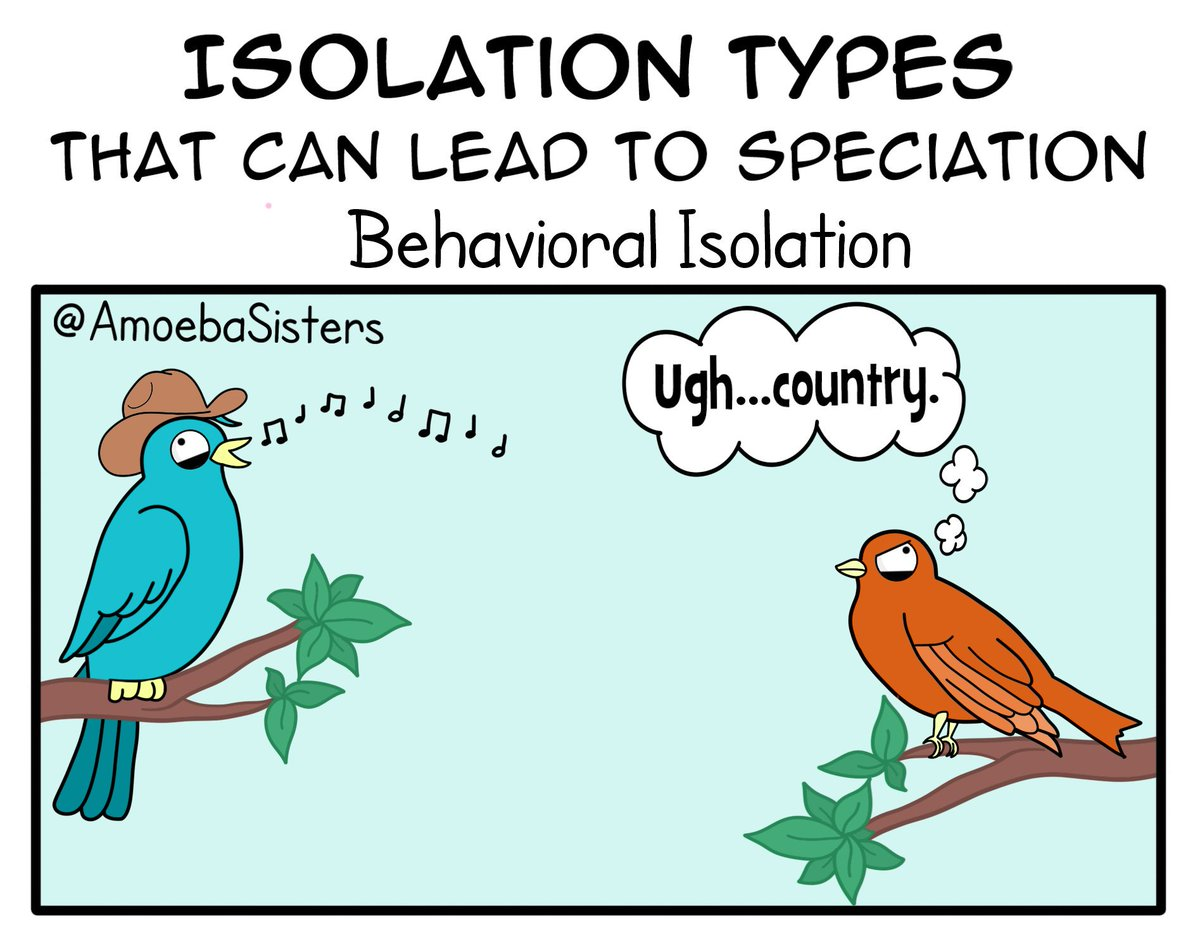 ISOLATION TYPES
THAT CAN LEAD TO SPECIATION
Behavioral Isolation
@AmoebaSisters
Ugh...country.